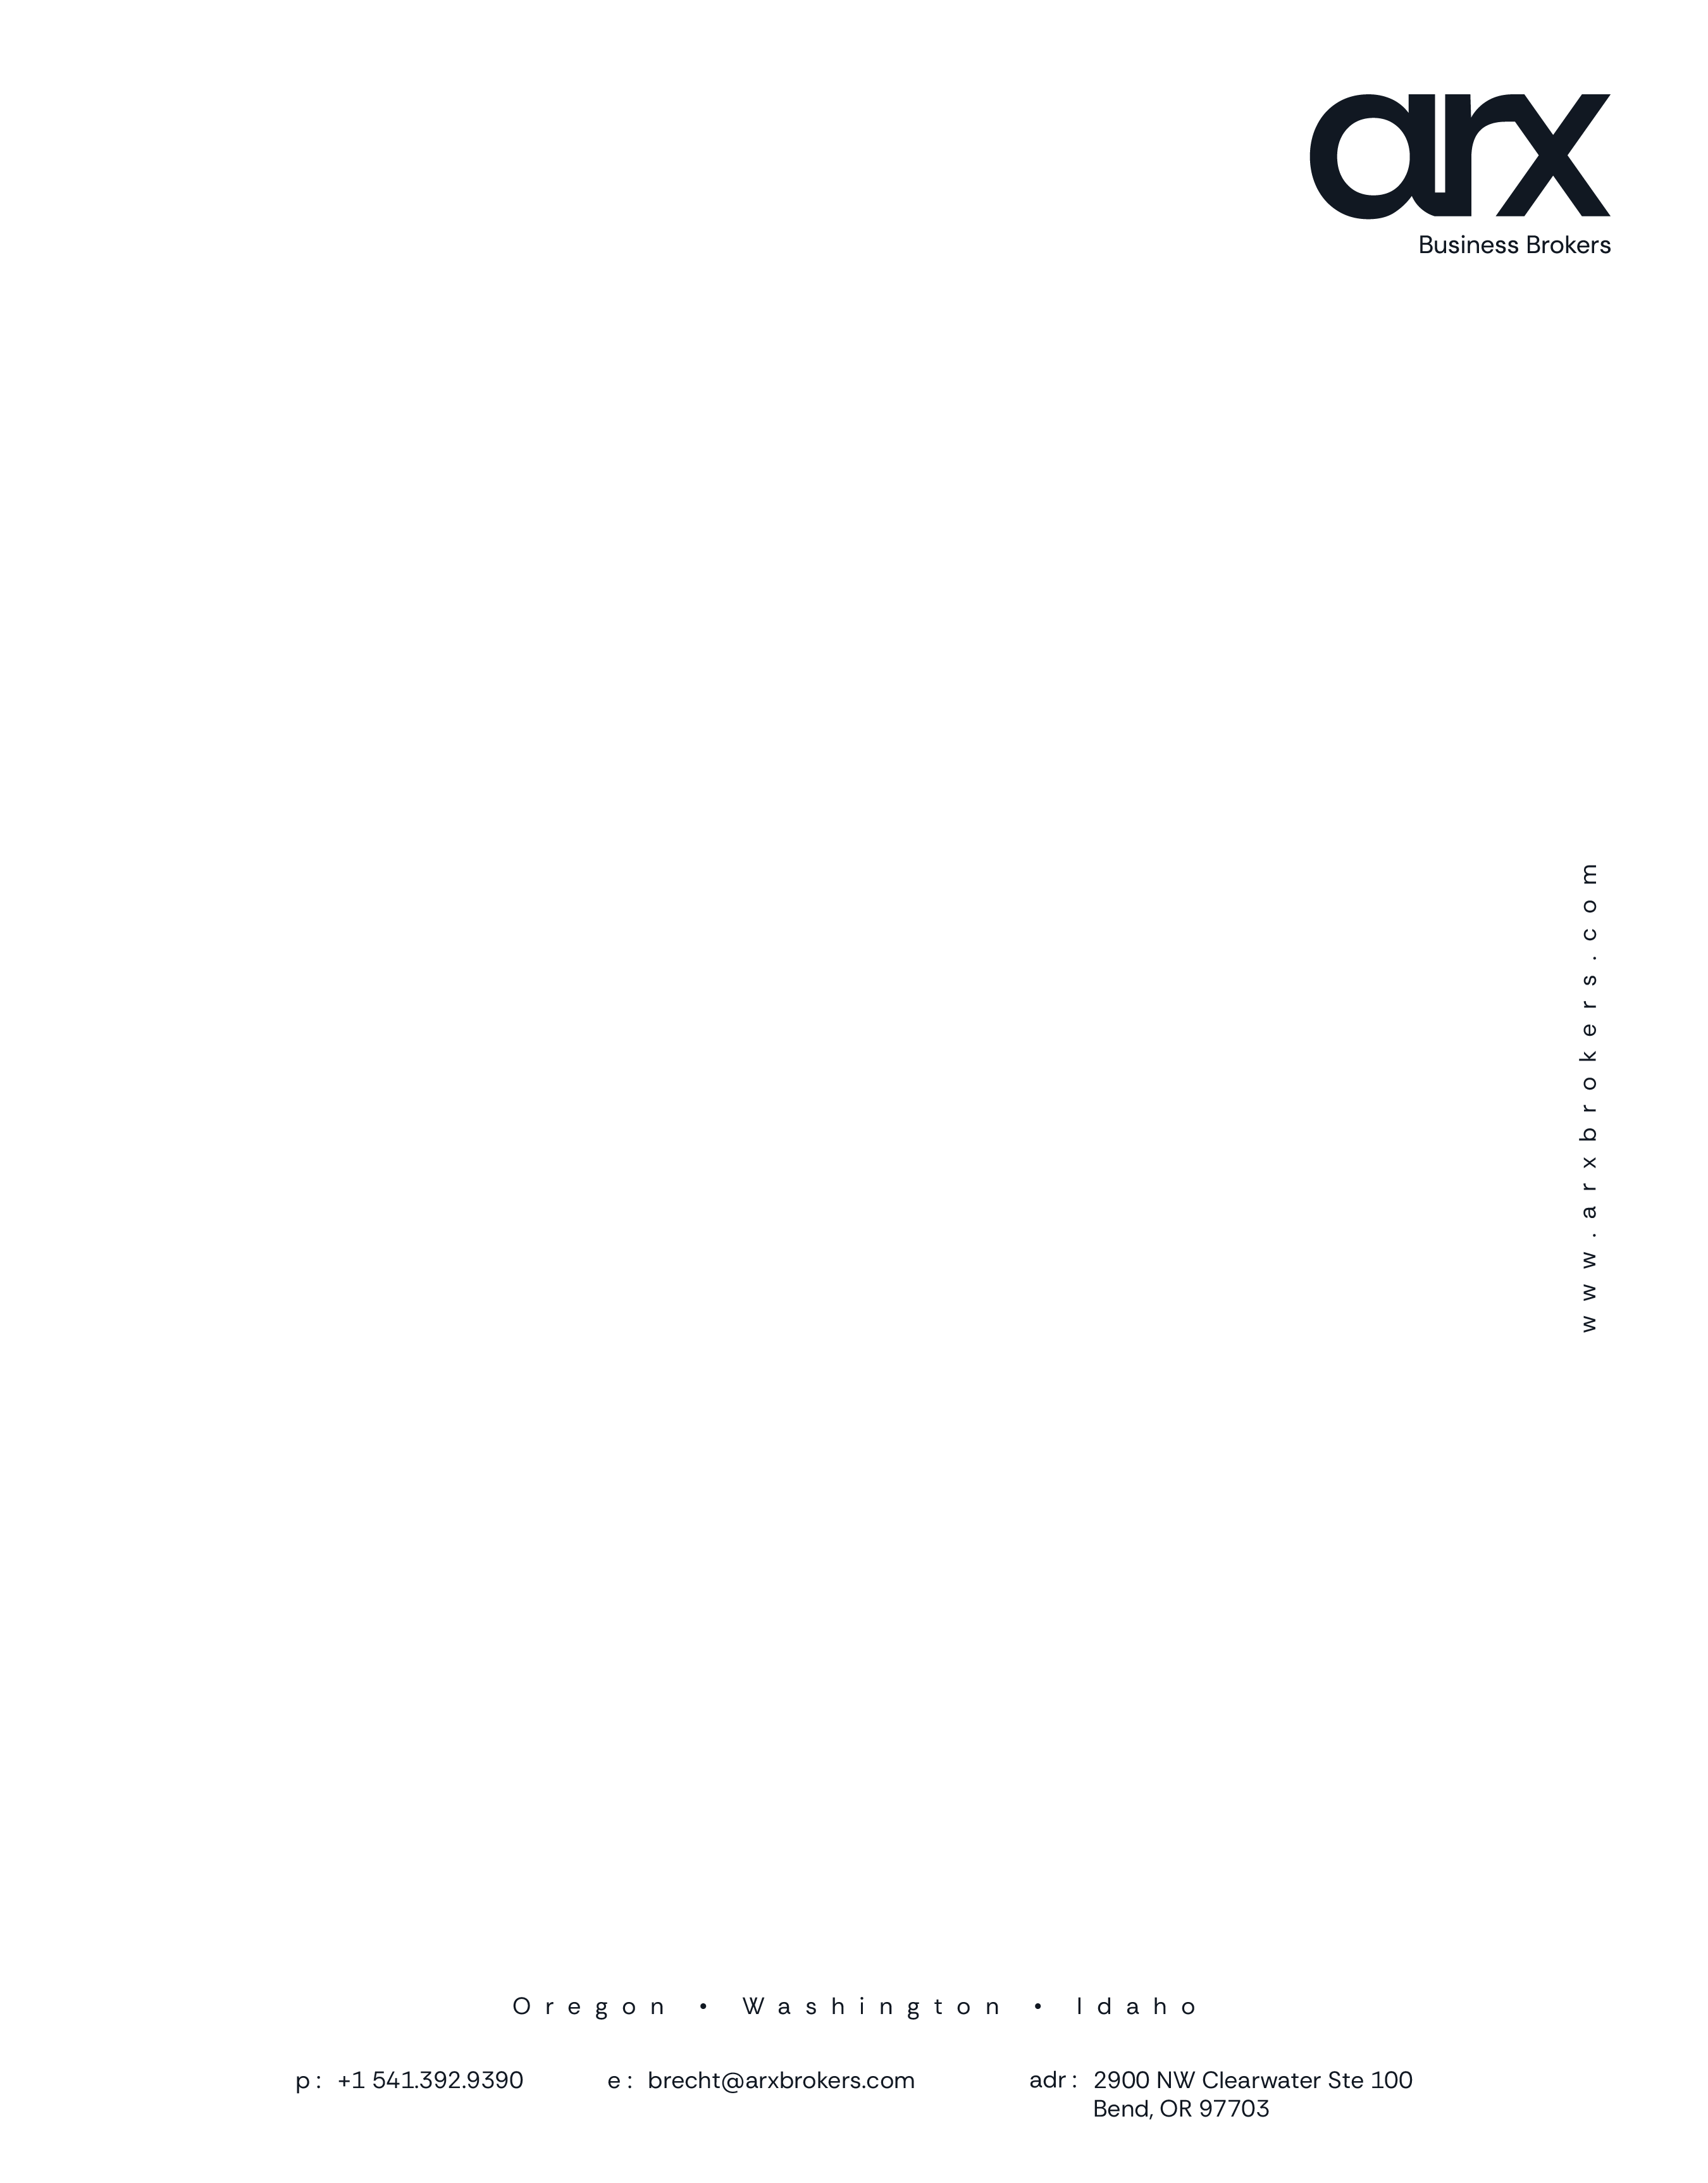 arx
Business Brokers
www.arxbrokers.com
Oregon • Washington • Idaho
p: +1 541.392.9390
e: brecht@arxbrokers.com
adr: 2900 NW Clearwater Ste 100
Bend, OR 97703